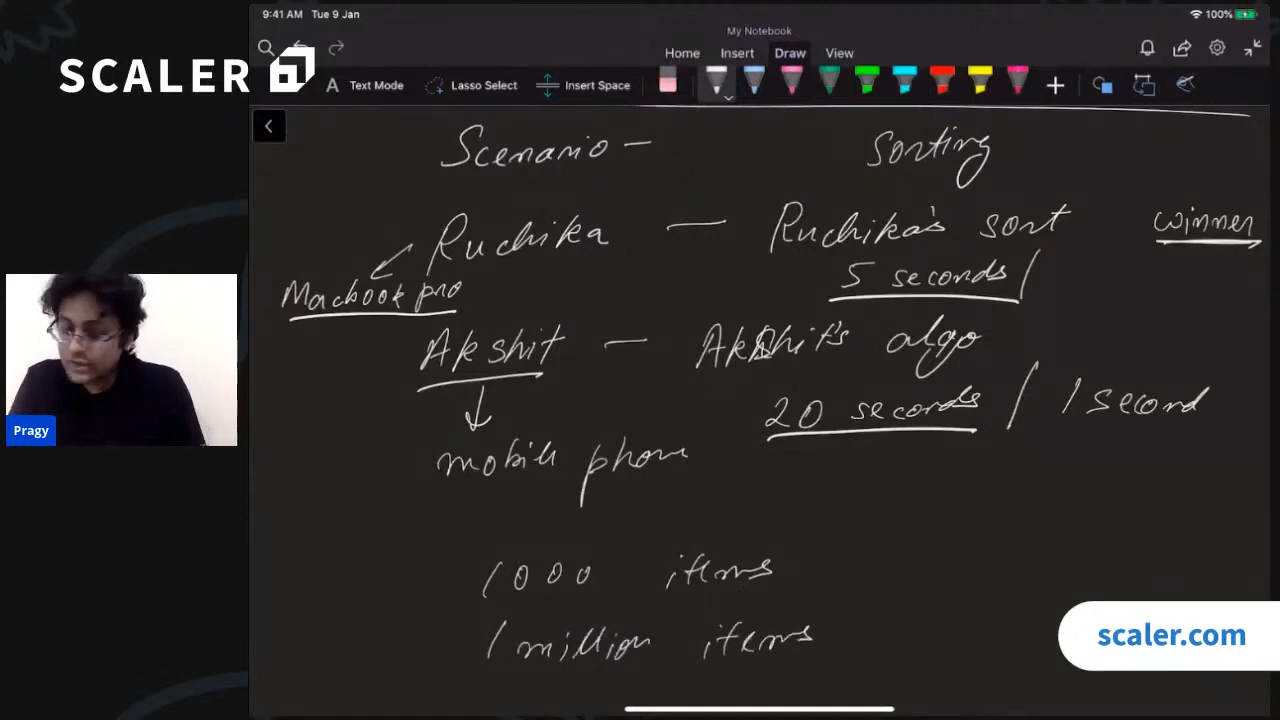 9:41 AM Tue 9 Jan
100%
My Notebook
Home Insert Draw View
SCALER
A Text Mode Lasso Select Insert Space
Scenario - Sorting
Ruchika - Ruchika's sort winner
Macbook pro 5 seconds /
Akshit - Akshit's algo
20 seconds / 1 second
mobile phone
Pragy
1000 items
1 million items
scaler.com